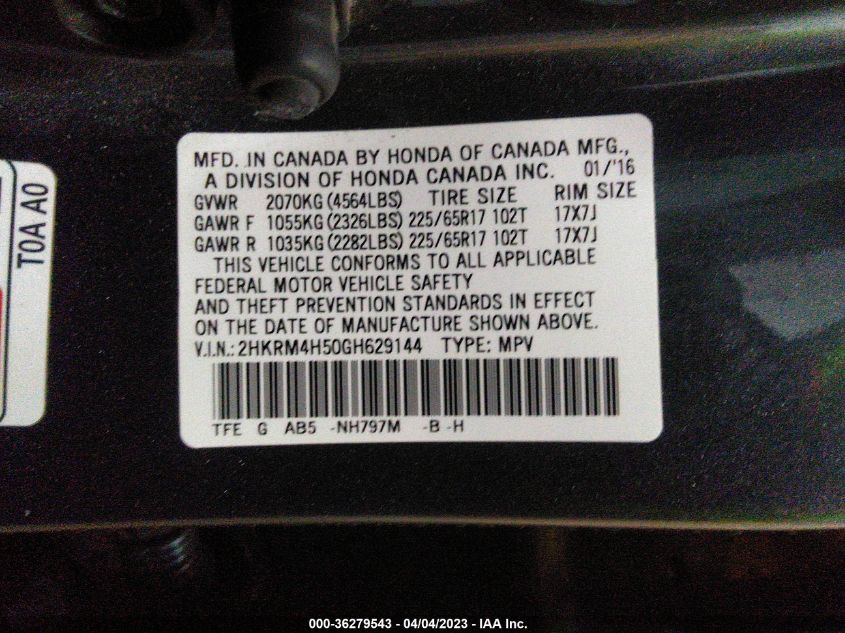 MFD. IN CANADA BY HONDA OF CANADA MFG.,
A DIVISION OF HONDA CANADA INC. 01/'16
GVWR 2070KG(4564LBS) TIRE SIZE RIM SIZE
GAWR F 1055KG(2326LBS) 225/65R17 102T 17X7J
GAWR R 1035KG(2282LBS) 225/65R17 102T 17X7J
THIS VEHICLE CONFORMS TO ALL APPLICABLE
FEDERAL MOTOR VEHICLE SAFETY
AND THEFT PREVENTION STANDARDS IN EFFECT
ON THE DATE OF MANUFACTURE SHOWN ABOVE.
V.I.N.: 2HKRM4H50GH629144 TYPE: MPV
TFE G AB5 -NH797M -B -H
T0A A0
000-36279543 - 04/04/2023 - IAA Inc.